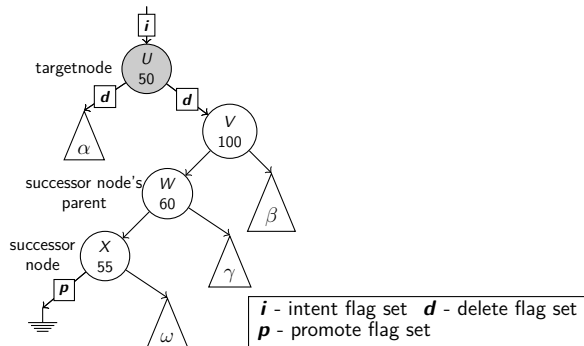 i
U
50
targetnode
d
d
α
V
100
successor node's
parent
W
60
β
successor
node
X
55
γ
p
ω
i - intent flag set d - delete flag set
p - promote flag set